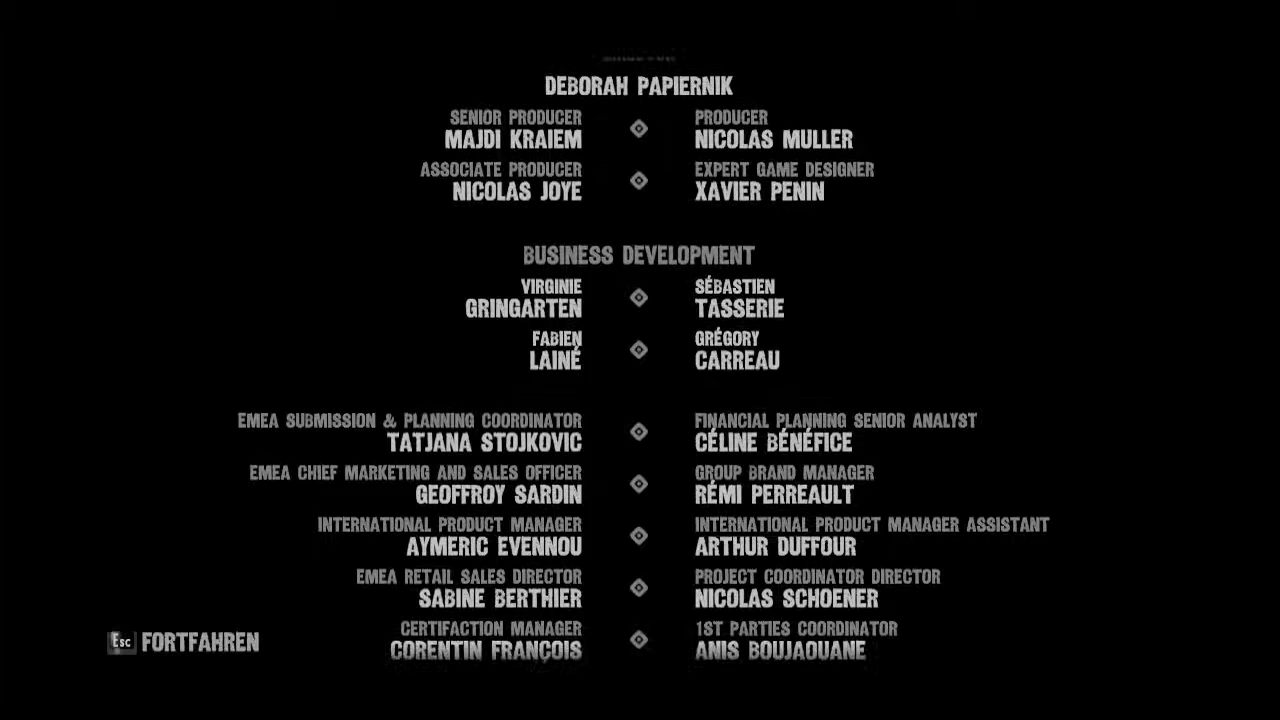 DEBORAH PAPIERNIK
SENIOR PRODUCER
MAJDI KRAIEM
PRODUCER
NICOLAS MULLER
ASSOCIATE PRODUCER
NICOLAS JOYE
EXPERT GAME DESIGNER
XAVIER PENIN
BUSINESS DEVELOPMENT
VIRGINIE
GRINGARTEN
SÉBASTIEN
TASSERIE
FABIEN
LAINÉ
GRÉGORY
CARREAU
EMEA SUBMISSION & PLANNING COORDINATOR
TATJANA STOJKOVIC
FINANCIAL PLANNING SENIOR ANALYST
CÉLINE BÉNÉFICE
EMEA CHIEF MARKETING AND SALES OFFICER
GEOFFROY SARDIN
GROUP BRAND MANAGER
RÉMI PERREAULT
INTERNATIONAL PRODUCT MANAGER
AYMERIC EVENNOU
INTERNATIONAL PRODUCT MANAGER ASSISTANT
ARTHUR DUFFOUR
EMEA RETAIL SALES DIRECTOR
SABINE BERTHIER
PROJECT COORDINATOR DIRECTOR
NICOLAS SCHOENER
CERTIFACTION MANAGER
CORENTIN FRANÇOIS
1ST PARTIES COORDINATOR
ANIS BOUJAOUANE
Esc FORTFAHREN